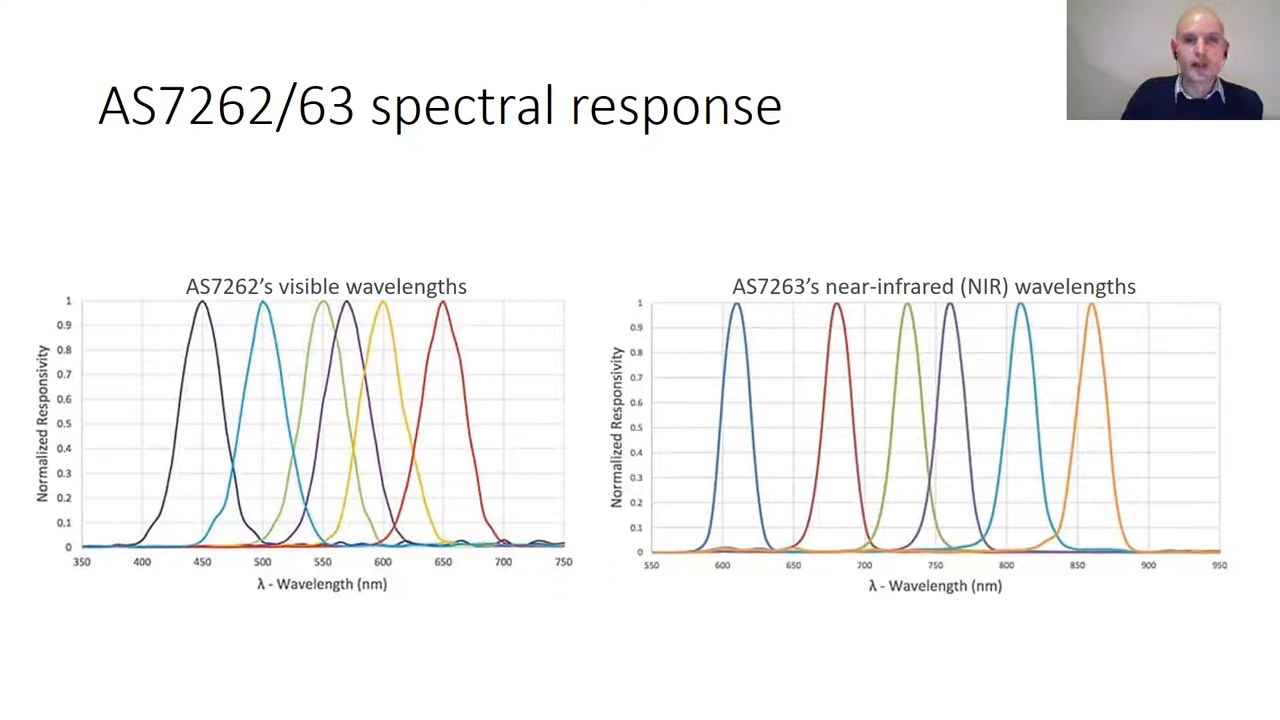 AS7262/63 spectral response
AS7262’s visible wavelengths
1
0.9
0.8
0.7
0.6
0.5
0.4
0.3
0.2
0.1
0
Normalized Responsivity
350 400 450 500 550 600 650 700 750
λ - Wavelength (nm)
AS7263’s near-infrared (NIR) wavelengths
1
0.9
0.8
0.7
0.6
0.5
0.4
0.3
0.2
0.1
0
Normalized Responsivity
550 600 650 700 750 800 850 900 950
λ - Wavelength (nm)